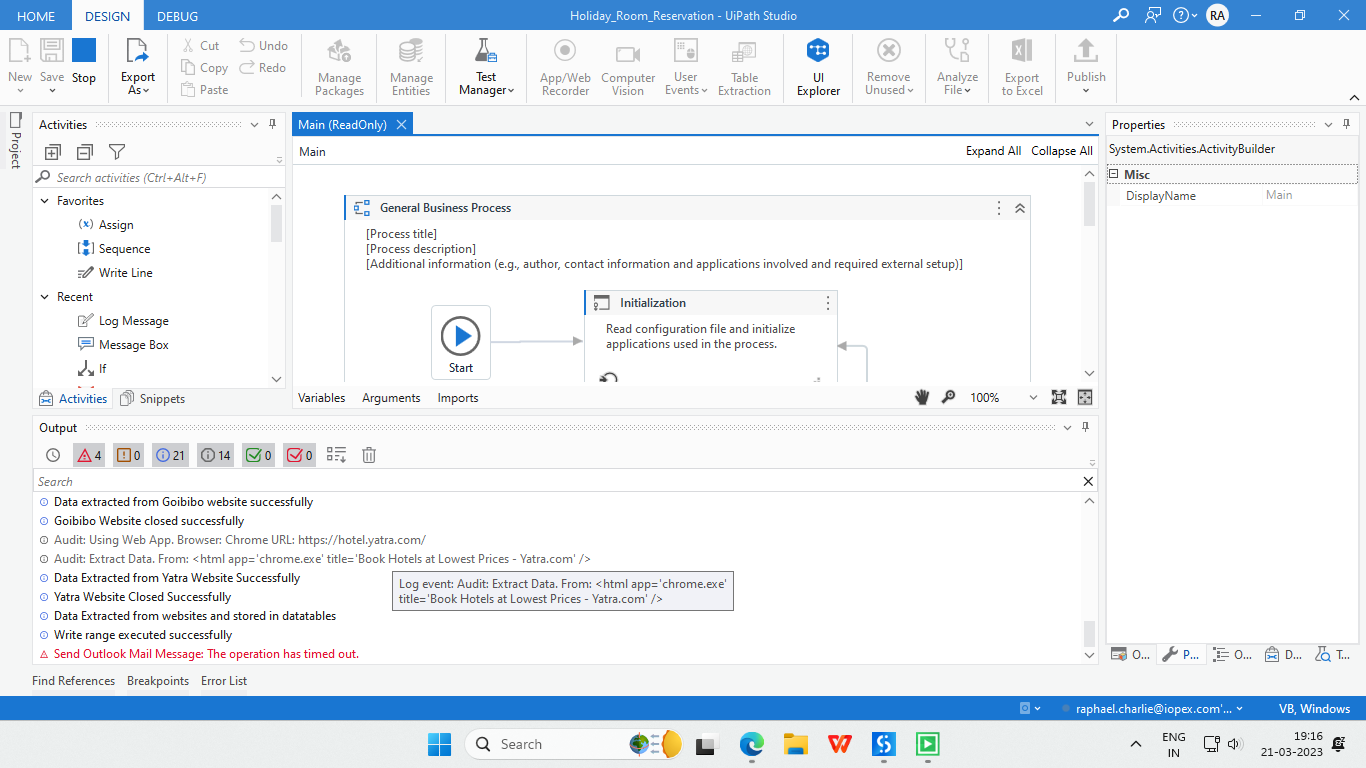 HOME DESIGN DEBUG Holiday_Room_Reservation - UiPath Studio RA
New Save Stop
Export As
Cut Undo
Copy Redo
Paste
Manage Packages
Manage Entities
Test Manager
App/Web Recorder
Computer Vision
User Events
Table Extraction
UI Explorer
Remove Unused
Analyze File
Export to Excel
Publish
Project
Activities
Search activities (Ctrl+Alt+F)
Favorites
(x) Assign
Sequence
Write Line
Recent
Log Message
Message Box
If
Activities Snippets
Main (ReadOnly)
Main Expand All Collapse All
General Business Process
[Process title]
[Process description]
[Additional information (e.g., author, contact information and applications involved and required external setup)]
Start
Initialization
Read configuration file and initialize
applications used in the process.
Variables Arguments Imports 100%
Properties
System.Activities.ActivityBuilder
Misc
DisplayName Main
O... P... O... D... T...
Output
4 0 21 14 0 0
Search
Data extracted from Goibibo website successfully
Goibibo Website closed successfully
Audit: Using Web App. Browser: Chrome URL: https://hotel.yatra.com/
Audit: Extract Data. From: <html app='chrome.exe' title='Book Hotels at Lowest Prices - Yatra.com' />
Data Extracted from Yatra Website Successfully
Yatra Website Closed Successfully
Data Extracted from websites and stored in datatables
Write range executed successfully
Send Outlook Mail Message: The operation has timed out.
Log event: Audit: Extract Data. From: <html app='chrome.exe'
title='Book Hotels at Lowest Prices - Yatra.com' />
Find References Breakpoints Error List
raphael.charlie@iopex.com'... VB, Windows
Search
ENG
IN
19:16
21-03-2023